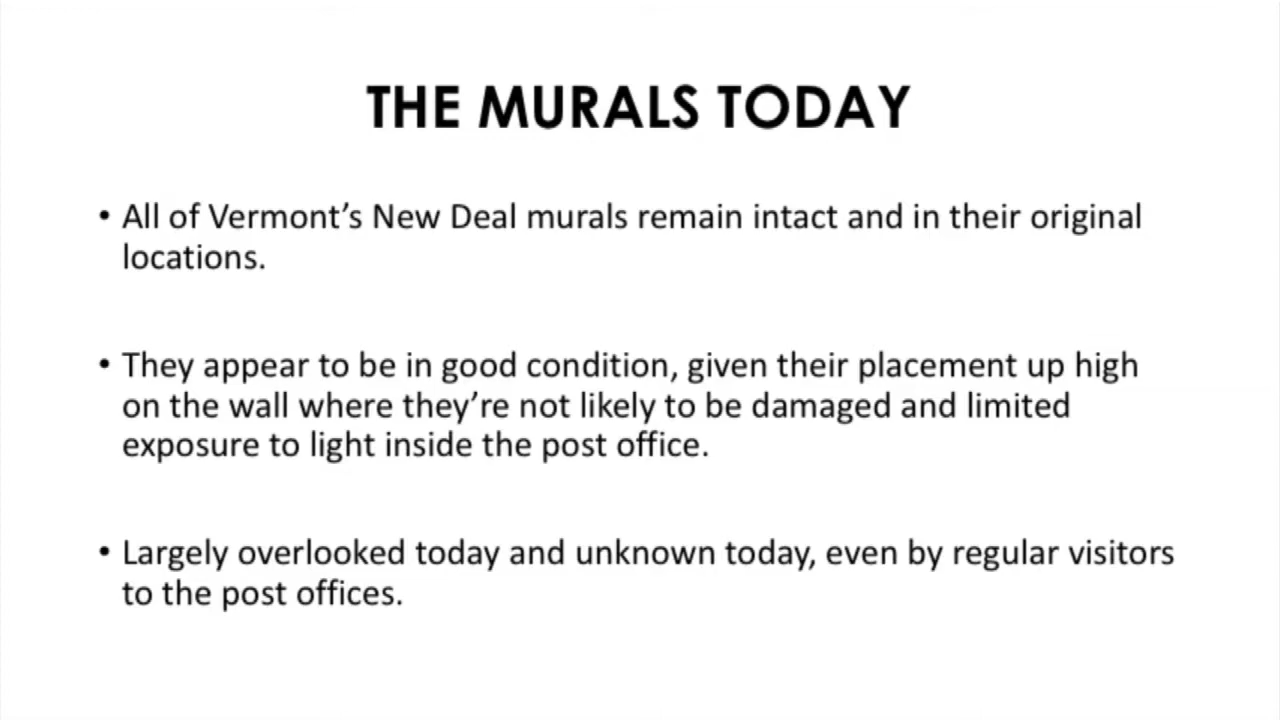 THE MURALS TODAY
• All of Vermont’s New Deal murals remain intact and in their original
locations.
• They appear to be in good condition, given their placement up high
on the wall where they’re not likely to be damaged and limited
exposure to light inside the post office.
• Largely overlooked today and unknown today, even by regular visitors
to the post offices.